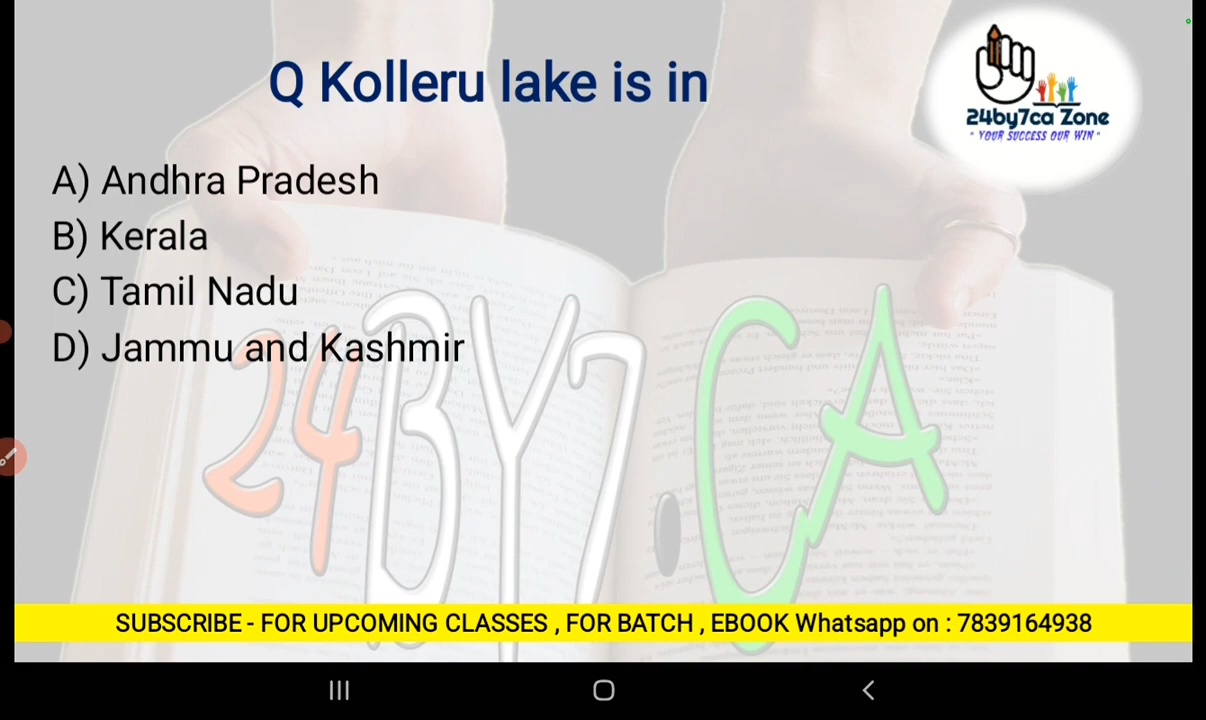 Q Kolleru lake is in
24by7ca Zone
" YOUR SUCCESS OUR WIN "
A) Andhra Pradesh
B) Kerala
C) Tamil Nadu
D) Jammu and Kashmir
24BY7.CA
SUBSCRIBE - FOR UPCOMING CLASSES , FOR BATCH , EBOOK Whatsapp on : 7839164938